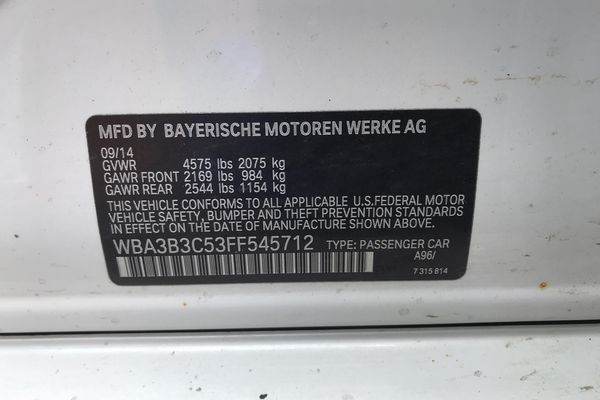 MFD BY BAYERISCHE MOTOREN WERKE AG
09/14
GVWR 4575 lbs 2075 kg
GAWR FRONT 2169 lbs 984 kg
GAWR REAR 2544 lbs 1154 kg
THIS VEHICLE CONFORMS TO ALL APPLICABLE U.S.FEDERAL MOTOR
VEHICLE SAFETY, BUMPER AND THEFT PREVENTION STANDARDS
IN EFFECT ON THE DATE OF MANUFACTURE SHOWN ABOVE.
WBA3B3C53FF545712 TYPE: PASSENGER CAR
A96/
7 315 814